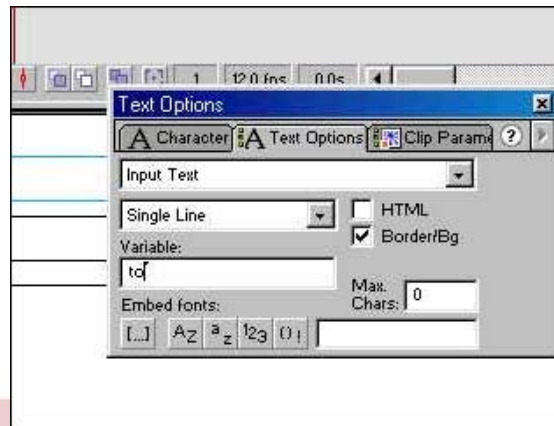 1 12.0 fps 0.0s
Text Options
A Character A Text Options Clip Parame ?
Input Text
Single Line
HTML
Border/Bg
Variable:
to
Max.
Chars: 0
Embed fonts:
[...] AZ az 123 ()!